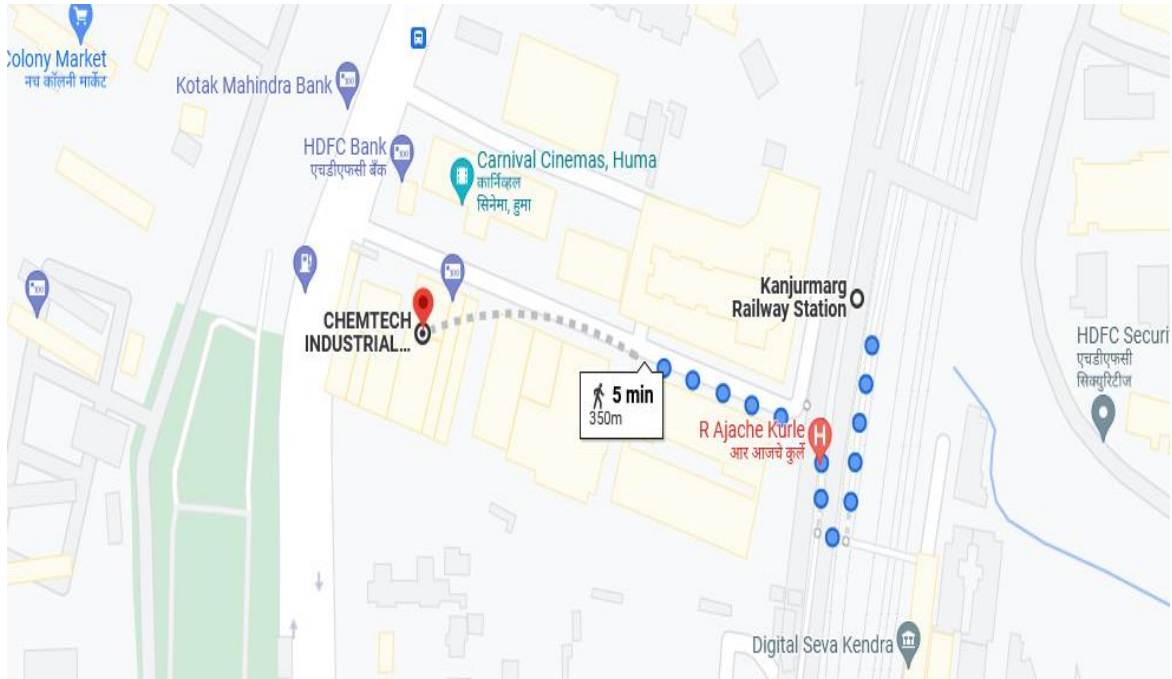 Colony Market
नच कॉलनी मार्केट
Kotak Mahindra Bank
HDFC Bank
एचडीएफसी बँक
Carnival Cinemas, Huma
कार्निव्हल
सिनेमा, हुमा
CHEMTECH
INDUSTRIAL...
Kanjurmarg
Railway Station
5 min
350m
R Ajache Kurle
आर आजचे कुर्ले
H
HDFC Securi
एचडीएफसी
सिक्युरिटीज
Digital Seva Kendra